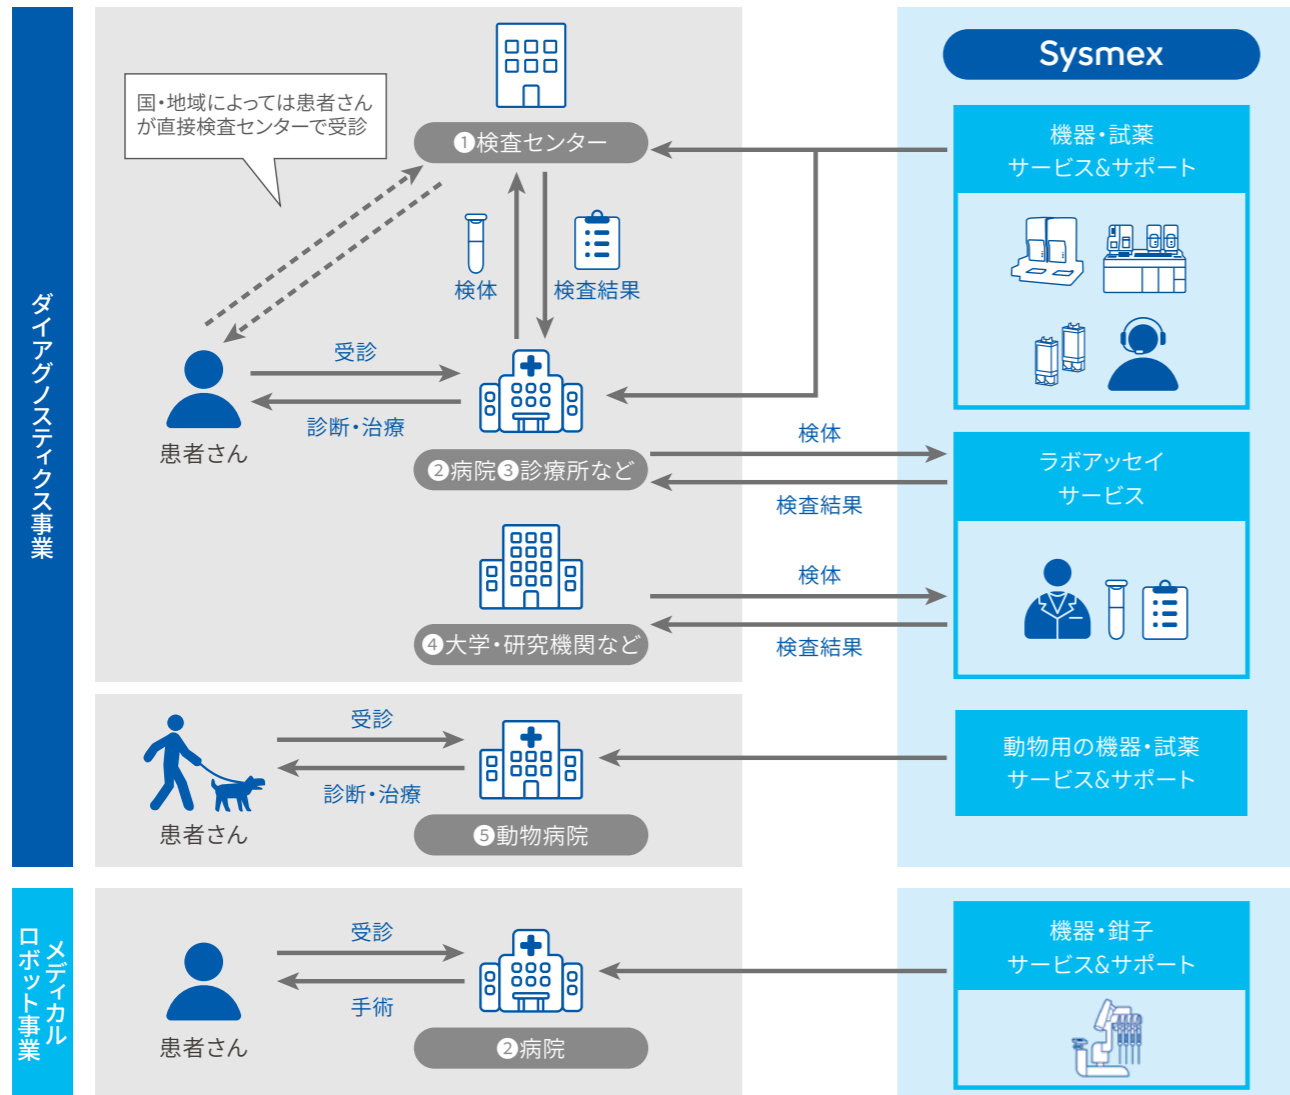 ダイアグノスティクス事業
国・地域によっては患者さん
が直接検査センターで受診
❶検査センター
検体
検査結果
受診
診断・治療
患者さん
❷病院❸診療所など
検体
検査結果
検体
検査結果
❹大学・研究機関など
受診
診断・治療
患者さん
❺動物病院
Sysmex
機器・試薬
サービス&サポート
ラボアッセイ
サービス
動物用の機器・試薬
サービス&サポート
メディカル
ロボット事業
受診
手術
患者さん
❷病院
機器・鉗子
サービス&サポート